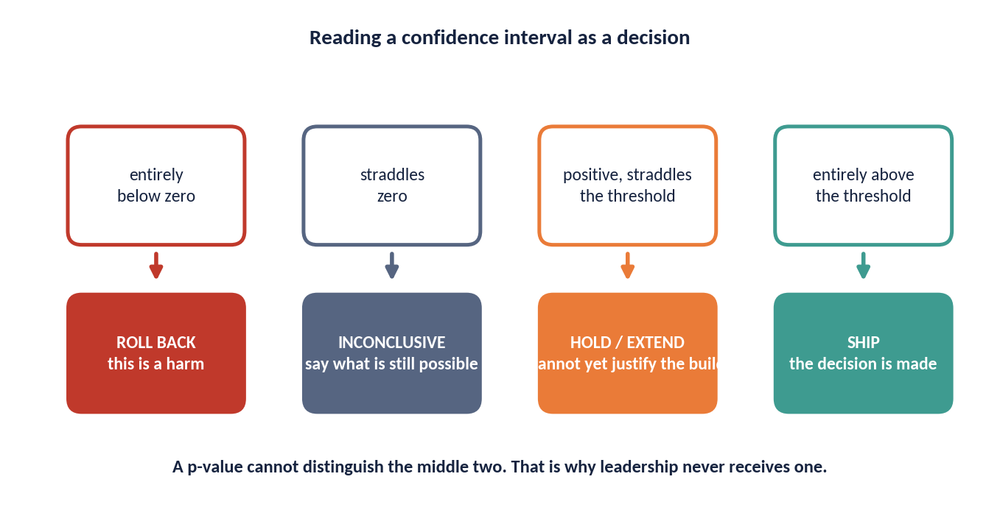 Reading a confidence interval as a decision
entirely
below zero
straddles
zero
positive, straddles
the threshold
entirely above
the threshold
ROLL BACK
this is a harm
INCONCLUSIVE
say what is still possible
HOLD / EXTEND
annot yet justify the buil
SHIP
the decision is made
A p-value cannot distinguish the middle two. That is why leadership never receives one.